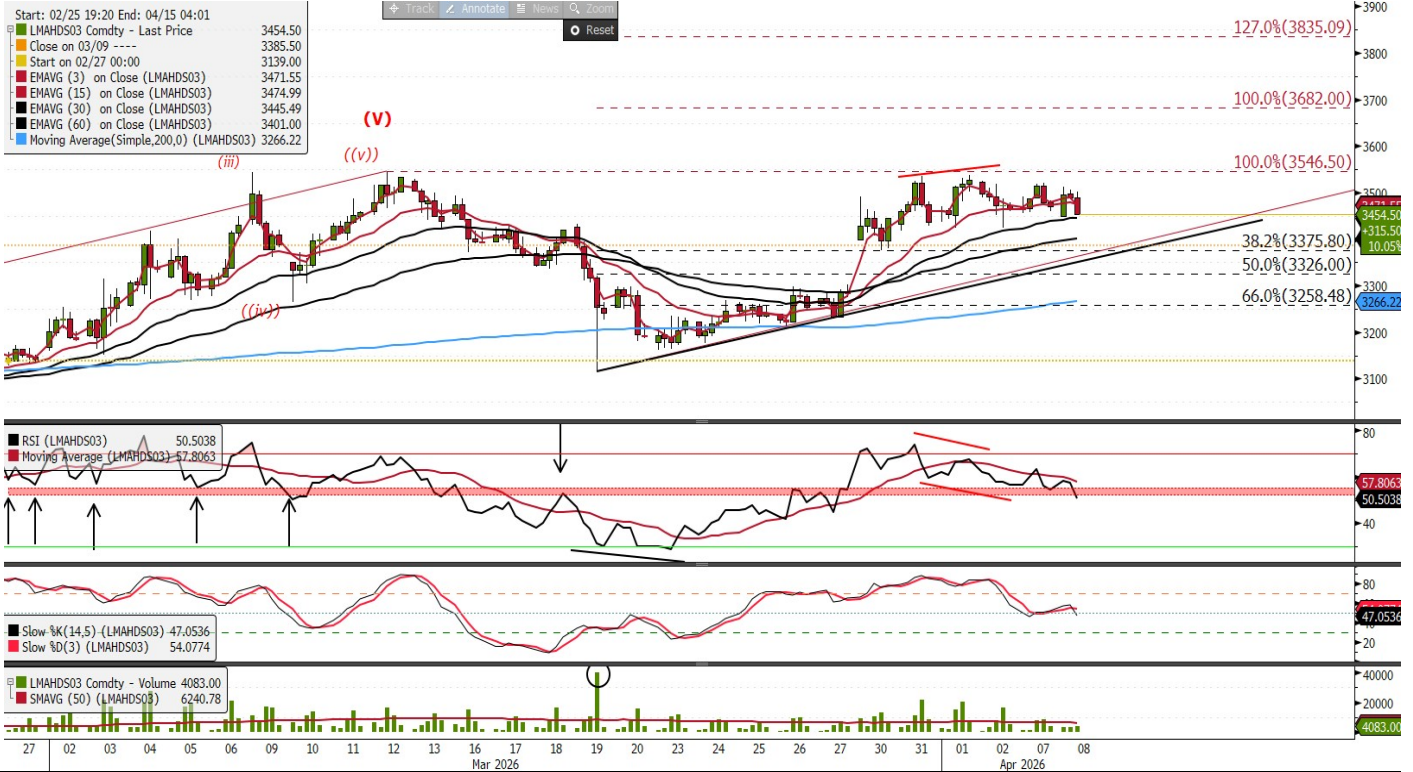 Track Annotate News Zoom
Reset
Start: 02/25 19:20 End: 04/15 04:01
LMAHDS03 Comdty - Last Price 3454.50
Close on 03/09 ---- 3385.50
Start on 02/27 00:00 3139.00
EMAVG (3) on Close (LMAHDS03) 3471.55
EMAVG (15) on Close (LMAHDS03) 3474.99
EMAVG (30) on Close (LMAHDS03) 3445.49
EMAVG (60) on Close (LMAHDS03) 3401.00
Moving Average(Simple,200,0) (LMAHDS03) 3266.22
(iii)
((v))
(V)
((iv))
127.0%(3835.09)
100.0%(3682.00)
100.0%(3546.50)
38.2%(3375.80)
50.0%(3326.00)
66.0%(3258.48)
3900
3800
3700
3600
3500
3471.55
3454.50
+315.50
10.05%
3300
3266.22
3200
3100
RSI (LMAHDS03) 50.5038
Moving Average (LMAHDS03) 57.8063
80
57.8063
50.5038
40
Slow %K(14,5) (LMAHDS03) 47.0536
Slow %D(3) (LMAHDS03) 54.0774
80
54.0774
47.0536
20
LMAHDS03 Comdty - Volume 4083.00
SMAVG (50) (LMAHDS03) 6240.78
40000
20000
4083.00
27 02 03 04 05 06 09 10 11 12 13 16 17 18 19 20 23 24 25 26 27 30 31 01 02 07 08
Mar 2026 Apr 2026